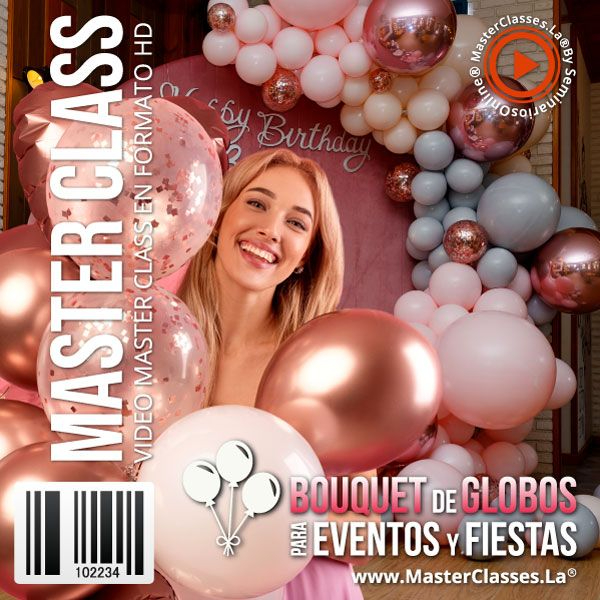 MASTER CLASS
VIDEO MASTER CLASS EN FORMATO HD
MasterClasses.La® By SeminariosOnline®
Happy Birthday
102234
BOUQUET DE GLOBOS
PARA EVENTOS Y FIESTAS
www.MasterClasses.La®